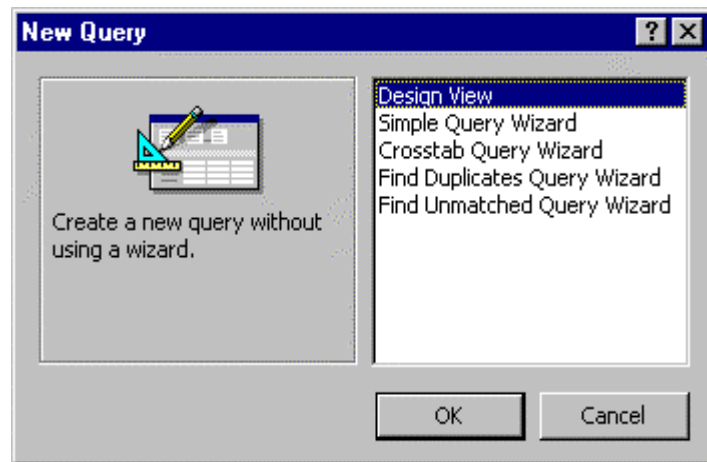 New Query
Design View
Simple Query Wizard
Crosstab Query Wizard
Find Duplicates Query Wizard
Find Unmatched Query Wizard
Create a new query without
using a wizard.
OK
Cancel